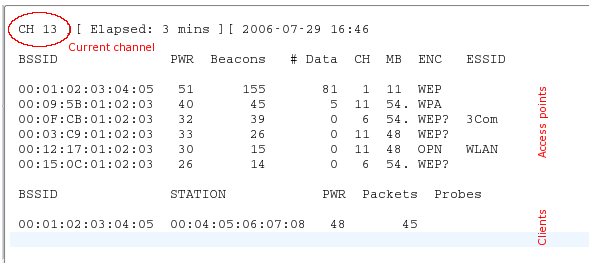 CH 13 ][ Elapsed: 3 mins ][ 2006-07-29 16:46
Current channel
BSSID PWR Beacons # Data CH MB ENC ESSID
00:01:02:03:04:05 51 155 81 1 11 WEP
00:09:5B:01:02:03 40 45 5 11 54. WPA
00:0F:CB:01:02:03 32 39 0 6 54. WEP? 3Com
00:03:C9:01:02:03 33 26 0 11 48 WEP?
00:12:17:01:02:03 30 15 0 11 48 OPN WLAN
00:15:0C:01:02:03 26 14 0 6 54. WEP?
Access points
BSSID STATION PWR Packets Probes
00:01:02:03:04:05 00:04:05:06:07:08 48 45
Clients